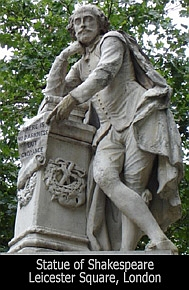 Statue of Shakespeare
Leicester Square, London